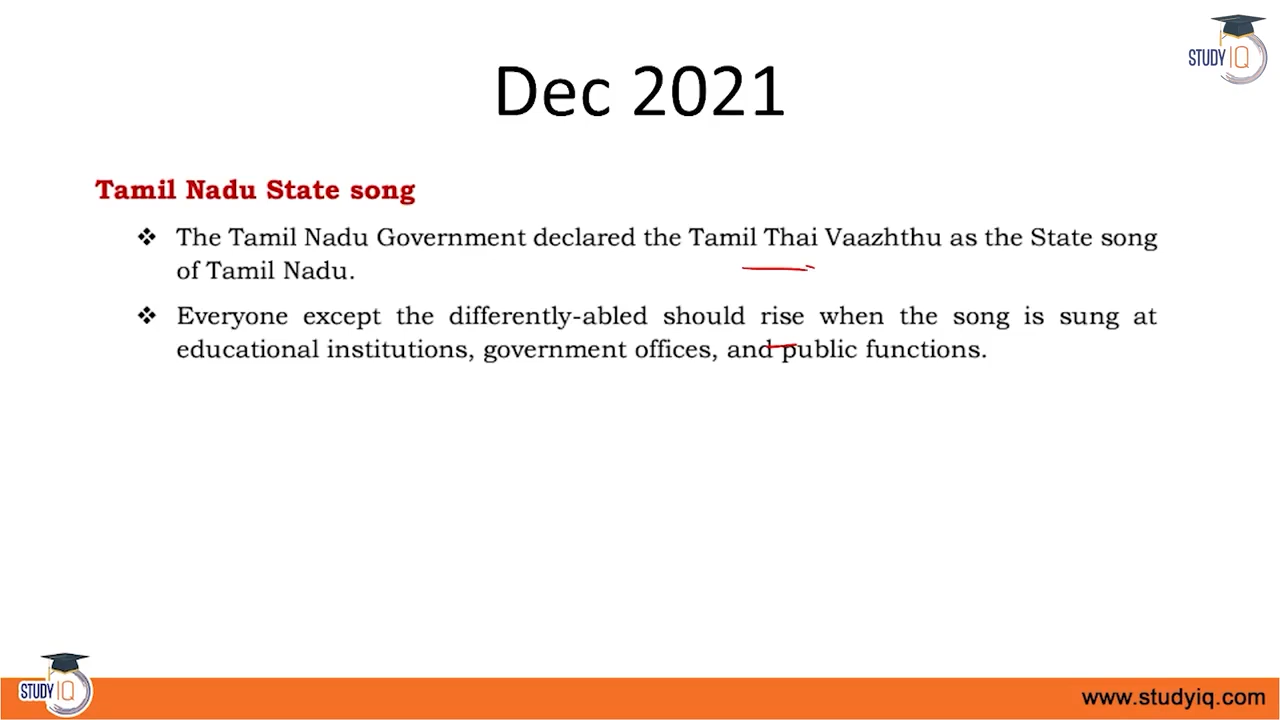 STUDY IQ
Dec 2021
Tamil Nadu State song
❖ The Tamil Nadu Government declared the Tamil Thai Vaazhthu as the State song
of Tamil Nadu.
❖ Everyone except the differently-abled should rise when the song is sung at
educational institutions, government offices, and public functions.
STUDY IQ
www.studyiq.com